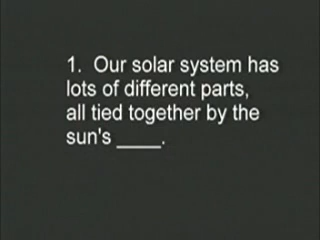 1.  Our solar system has
lots of different parts,
all tied together by the
sun's ____.